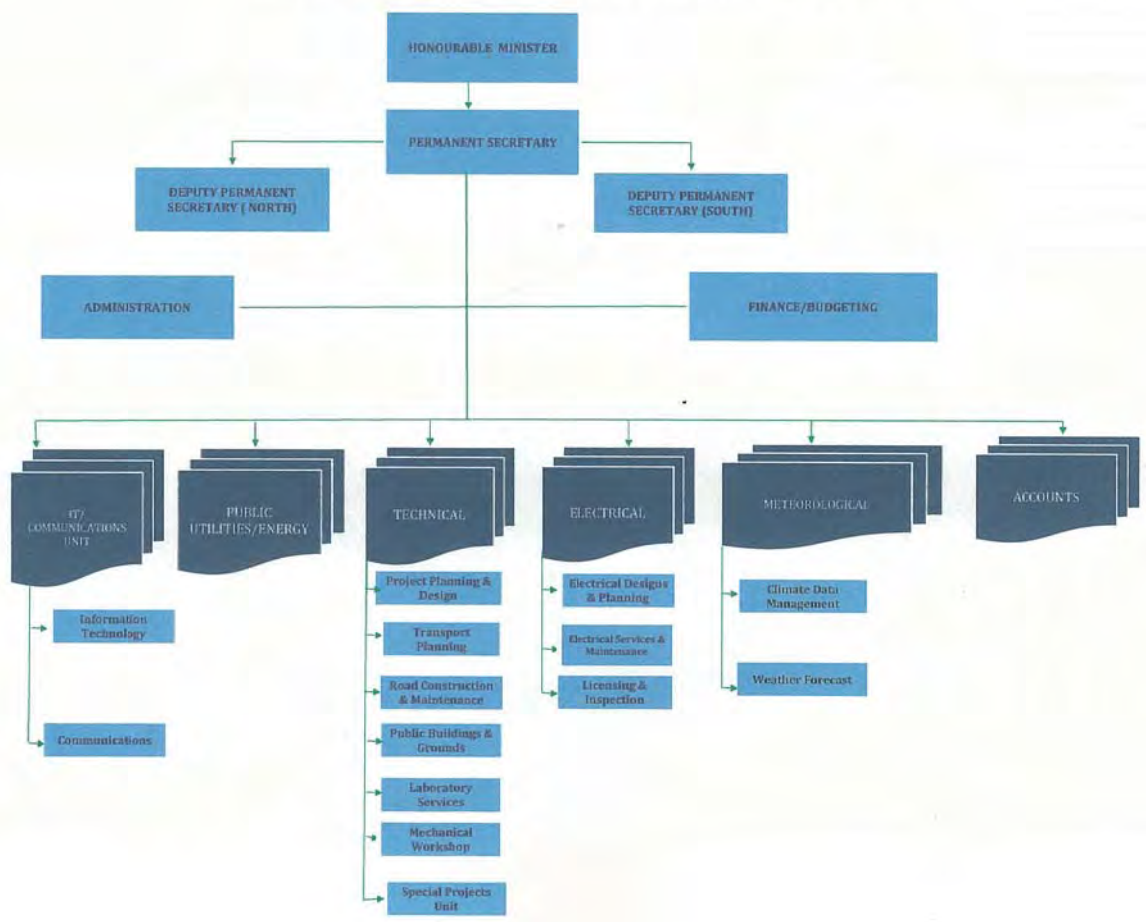 HONOURABLE MINISTER
PERMANENT SECRETARY
DEPUTY PERMANENT
SECRETARY ( NORTH)
DEPUTY PERMANENT
SECRETARY (SOUTH)
ADMINISTRATION
FINANCE/BUDGETING
IT/
COMMUNICATIONS
UNIT
PUBLIC
UTILITIES/ENERGY
TECHNICAL
ELECTRICAL
METEOROLOGICAL
ACCOUNTS
Information
Technology
Communications
Project Planning &
Design
Transport
Planning
Road Construction
& Maintenance
Public Buildings &
Grounds
Laboratory
Services
Mechanical
Workshop
Special Projects
Unit
Electrical Designs
& Planning
Electrical Services &
Maintenance
Licensing &
Inspection
Climate Data
Management
Weather Forecast